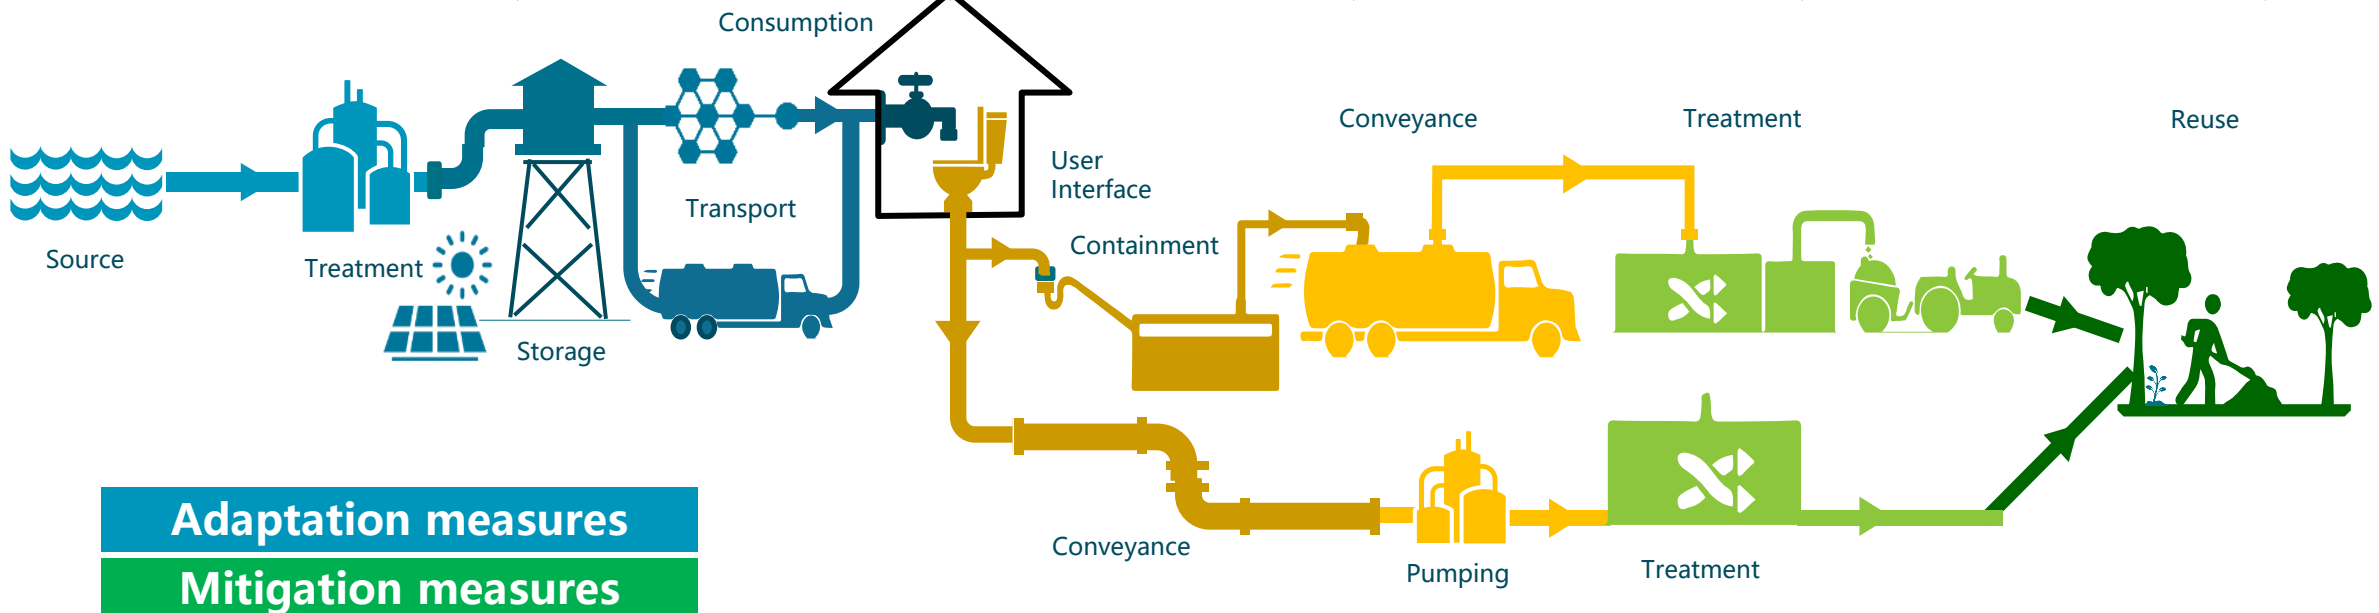 Consumption
Conveyance
Treatment
Reuse
User
Interface
Transport
Containment
Source
Treatment
Storage
Adaptation measures
Mitigation measures
Conveyance
Pumping
Treatment